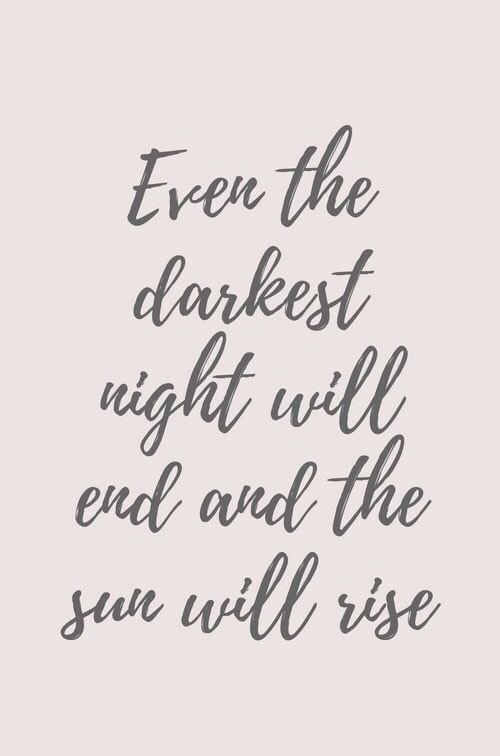 Even the
darkest
night will
end and the
sun will rise